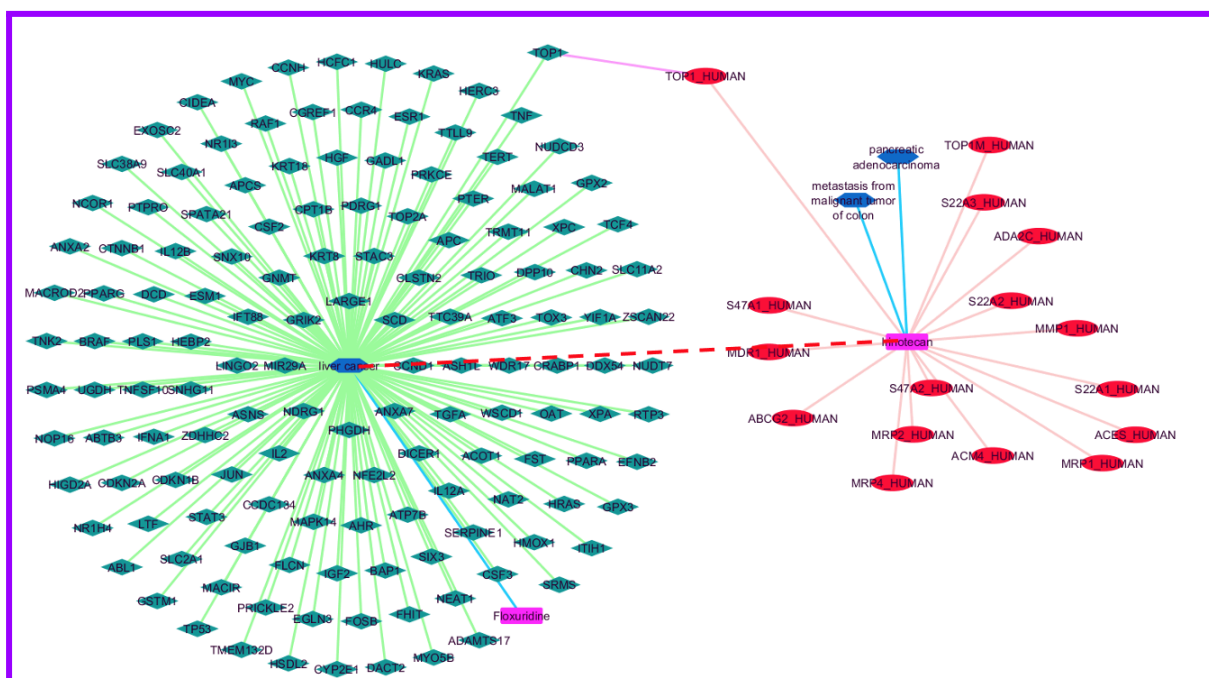 TOP1
HCFC1
HULC
CCNH
KRAS
TOP1_HUMAN
MYC
HERC3
CIDEA
CGREF1
CCR4
ESR1
TNF
RAF1
EXOSC2
TTLL9
NR1I3
TOP1M_HUMAN
NUDCD3
pancreatic
adenocarcinoma
HGF
GADL1
TERT
SLC38A9
KRT18
SLC40A1
PRKCE
APCS
GPX2
MALAT1
metastasis from
malignant tumor
of colon
NCOR1
PTPRO
SPATA21
CPT1B
PDRG1
PTER
S22A3_HUMAN
TOP2A
CSF2
TRMT11
XPC
TCF4
ADA2C_HUMAN
ANXA2
CTNNB1
IL12B
SNX10
KRT8
STAC3
APC
CLSTN2
TRIO
DPP10
CHN2
SLC11A2
GNMT
MACROD2
PPARG
DCD
ESM1
LARGE1
S47A1_HUMAN
S22A2_HUMAN
IFT88
GRIK2
SCD
TTC39A
ATF3
TOX3
YIF1A
ZSCAN22
MMP1_HUMAN
TNK2
BRAF
PLS1
HEBP2
Irinotecan
MDR1_HUMAN
LINGO2
MIR29A
liver cancer
CCND1
ASH1L
WDR17
CRABP1
DDX54
NUDT7
PSMA4
UGDH
TNFSF10
SNHG11
S47A2_HUMAN
S22A1_HUMAN
ASNS
NDRG1
ANXA7
TGFA
WSCD1
OAT
XPA
RTP3
ABCG2_HUMAN
NOP16
ABTB3
IFNA1
ZDHHC2
PHGDH
MRP2_HUMAN
ACES_HUMAN
IL2
DICER1
ACOT1
FST
PPARA
EFNB2
ACM4_HUMAN
MRP1_HUMAN
HIGD2A
CDKN2A
CDKN1B
JUN
ANXA4
NFE2L2
IL12A
NAT2
HRAS
GPX3
MRP4_HUMAN
CCDC134
NR1H4
LTF
STAT3
MAPK14
AHR
ATP7B
SERPINE1
HMOX1
ITIH1
ABL1
SLC2A1
GJB1
FLCN
IGF2
BAP1
SIX3
CSF3
SRMS
GSTM1
MACIR
PRICKLE2
EGLN3
FOSB
FHIT
NEAT1
Floxuridine
TP53
TMEM132D
HSDL2
CYP2E1
DACT2
MYO5B
ADAMTS17